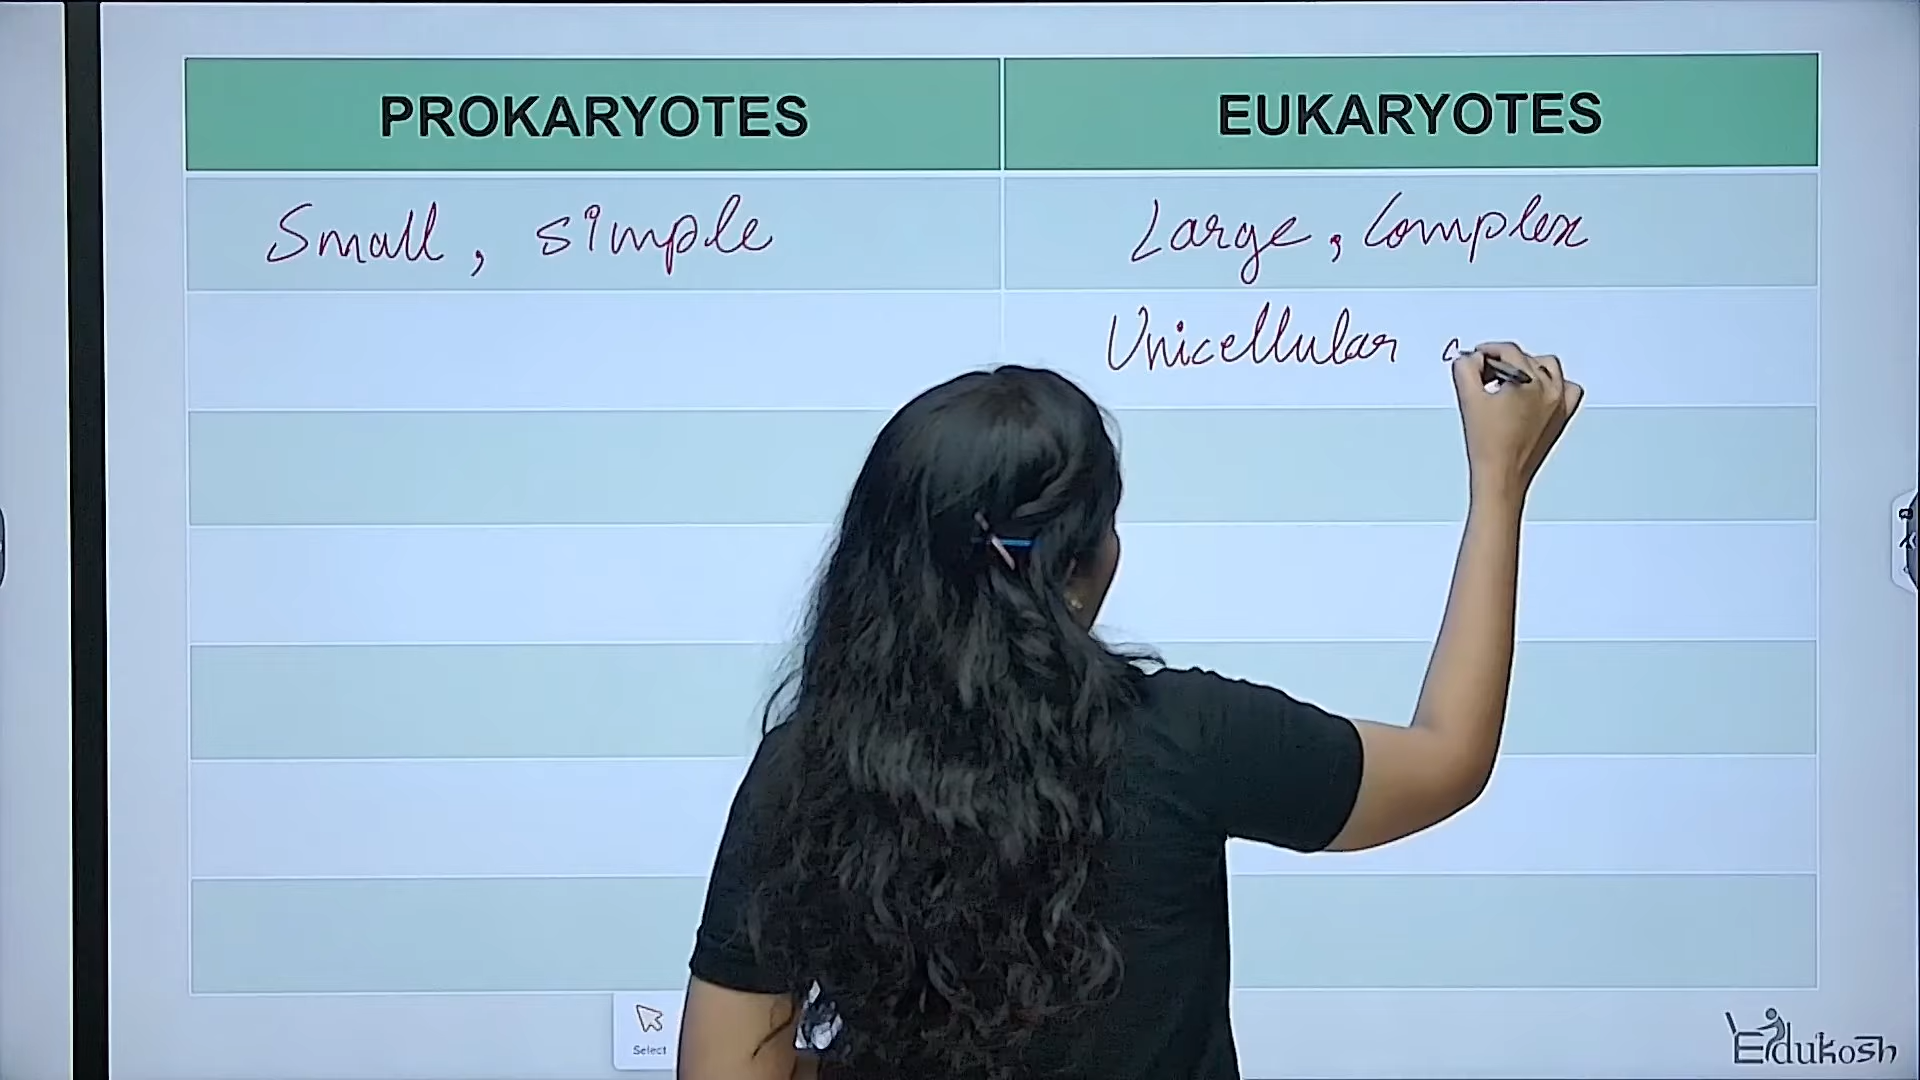 PROKARYOTES EUKARYOTES
Small, simple Large, Complex
Unicellular
Select
Edukosh